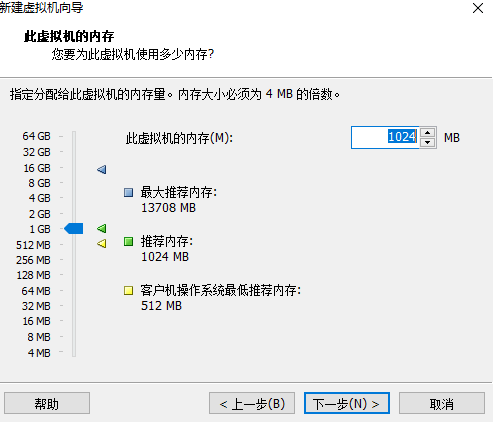 新建虚拟机向导
此虚拟机的内存
您要为此虚拟机使用多少内存?
指定分配给此虚拟机的内存量。内存大小必须为 4 MB 的倍数。
64 GB
32 GB
16 GB
8 GB
4 GB
2 GB
1 GB
512 MB
256 MB
128 MB
64 MB
32 MB
16 MB
8 MB
4 MB
此虚拟机的内存(M):
1024
MB
最大推荐内存:
13708 MB
推荐内存:
1024 MB
客户机操作系统最低推荐内存:
512 MB
帮助
< 上一步(B)
下一步(N) >
取消